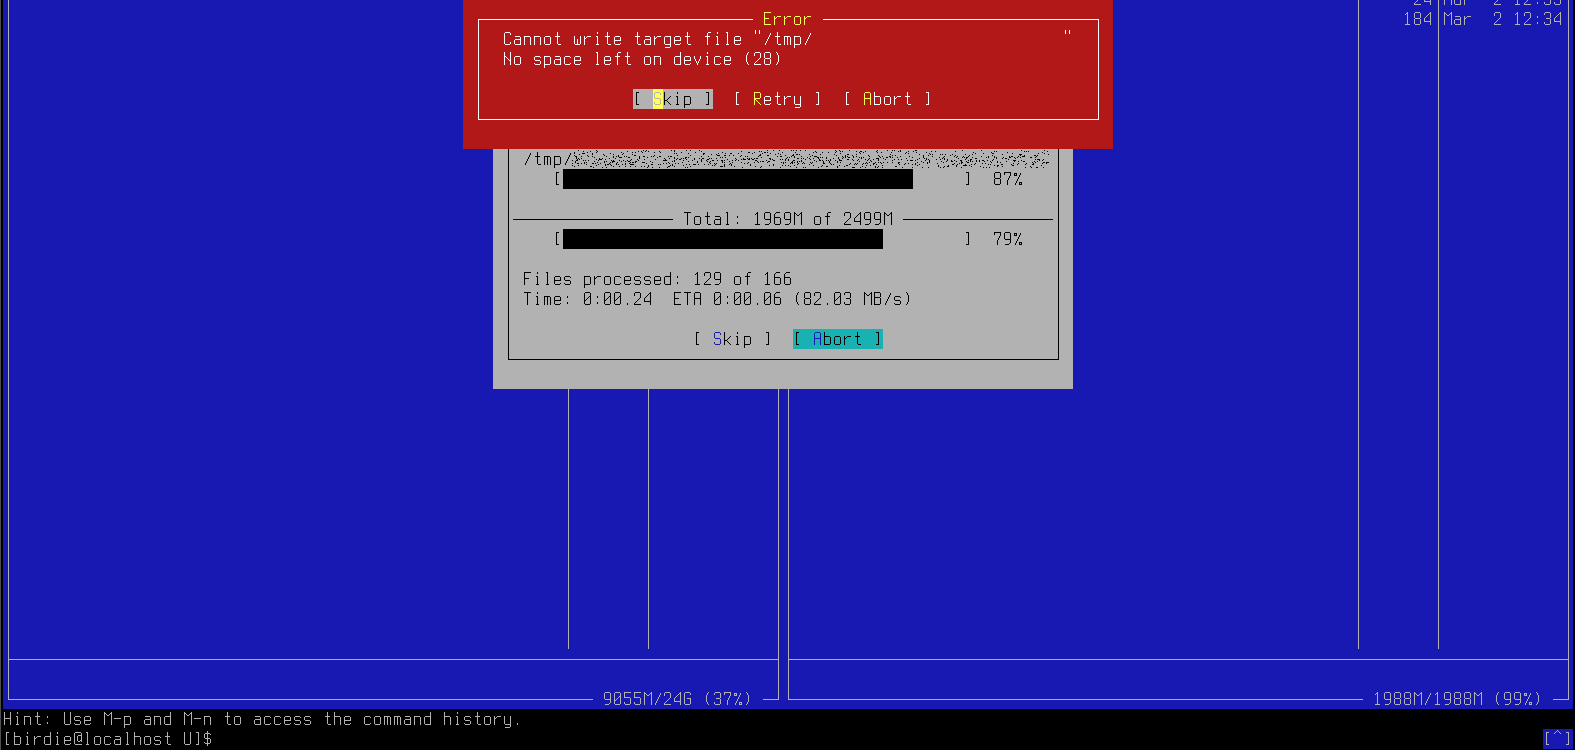 24 Mar  2 12:33
Error
184 Mar  2 12:34
Cannot write target file "/tmp/                         "
No space left on device (28)
[ Skip ]  [ Retry ]  [ Abort ]
/tmp/
[ ] 87%
Total: 1969M of 2499M
[ ] 79%
Files processed: 129 of 166
Time: 0:00.24  ETA 0:00.06 (82.03 MB/s)
[ Skip ]  [ Abort ]
9055M/24G (37%)
1988M/1988M (99%)
Hint: Use M-p and M-n to access the command history.
[birdie@localhost U]$
[^]